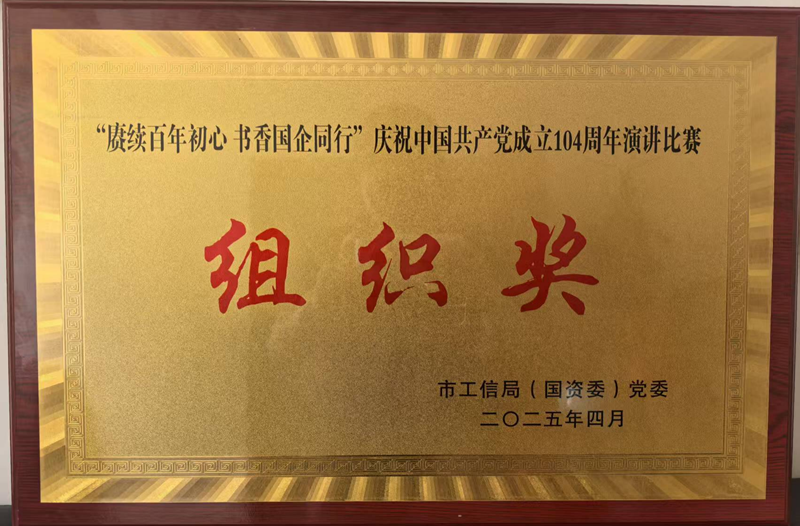 “赓续百年初心 书香国企同行”庆祝中国共产党成立104周年演讲比赛
组织奖
市工信局（国资委）党委
二〇二五年四月